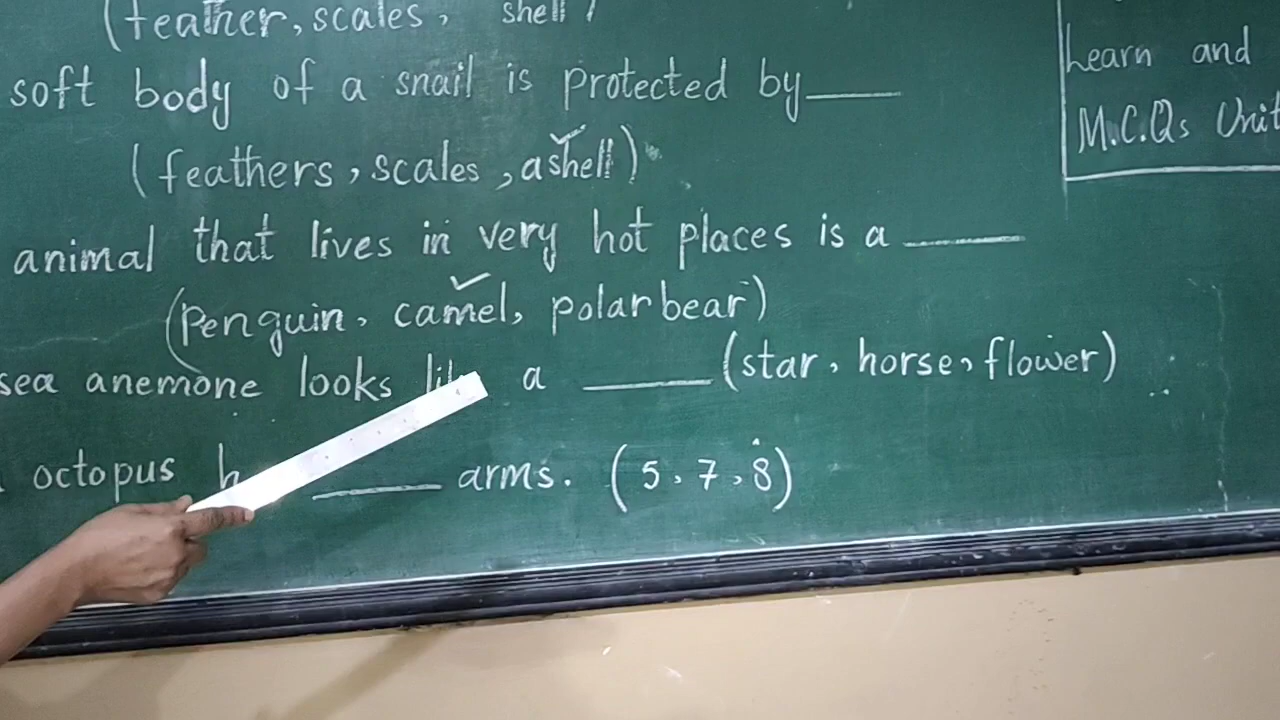 (feather, scales, shell)
soft body of a snail is protected by____
(feathers, scales, a shell)
animal that lives in very hot places is a ____
(Penguin, camel, polar bear)
sea anemone looks a ____ (star, horse, flower)
octopus ____ arms. (5, 7, 8)
Learn and
M.C.Qs Unit